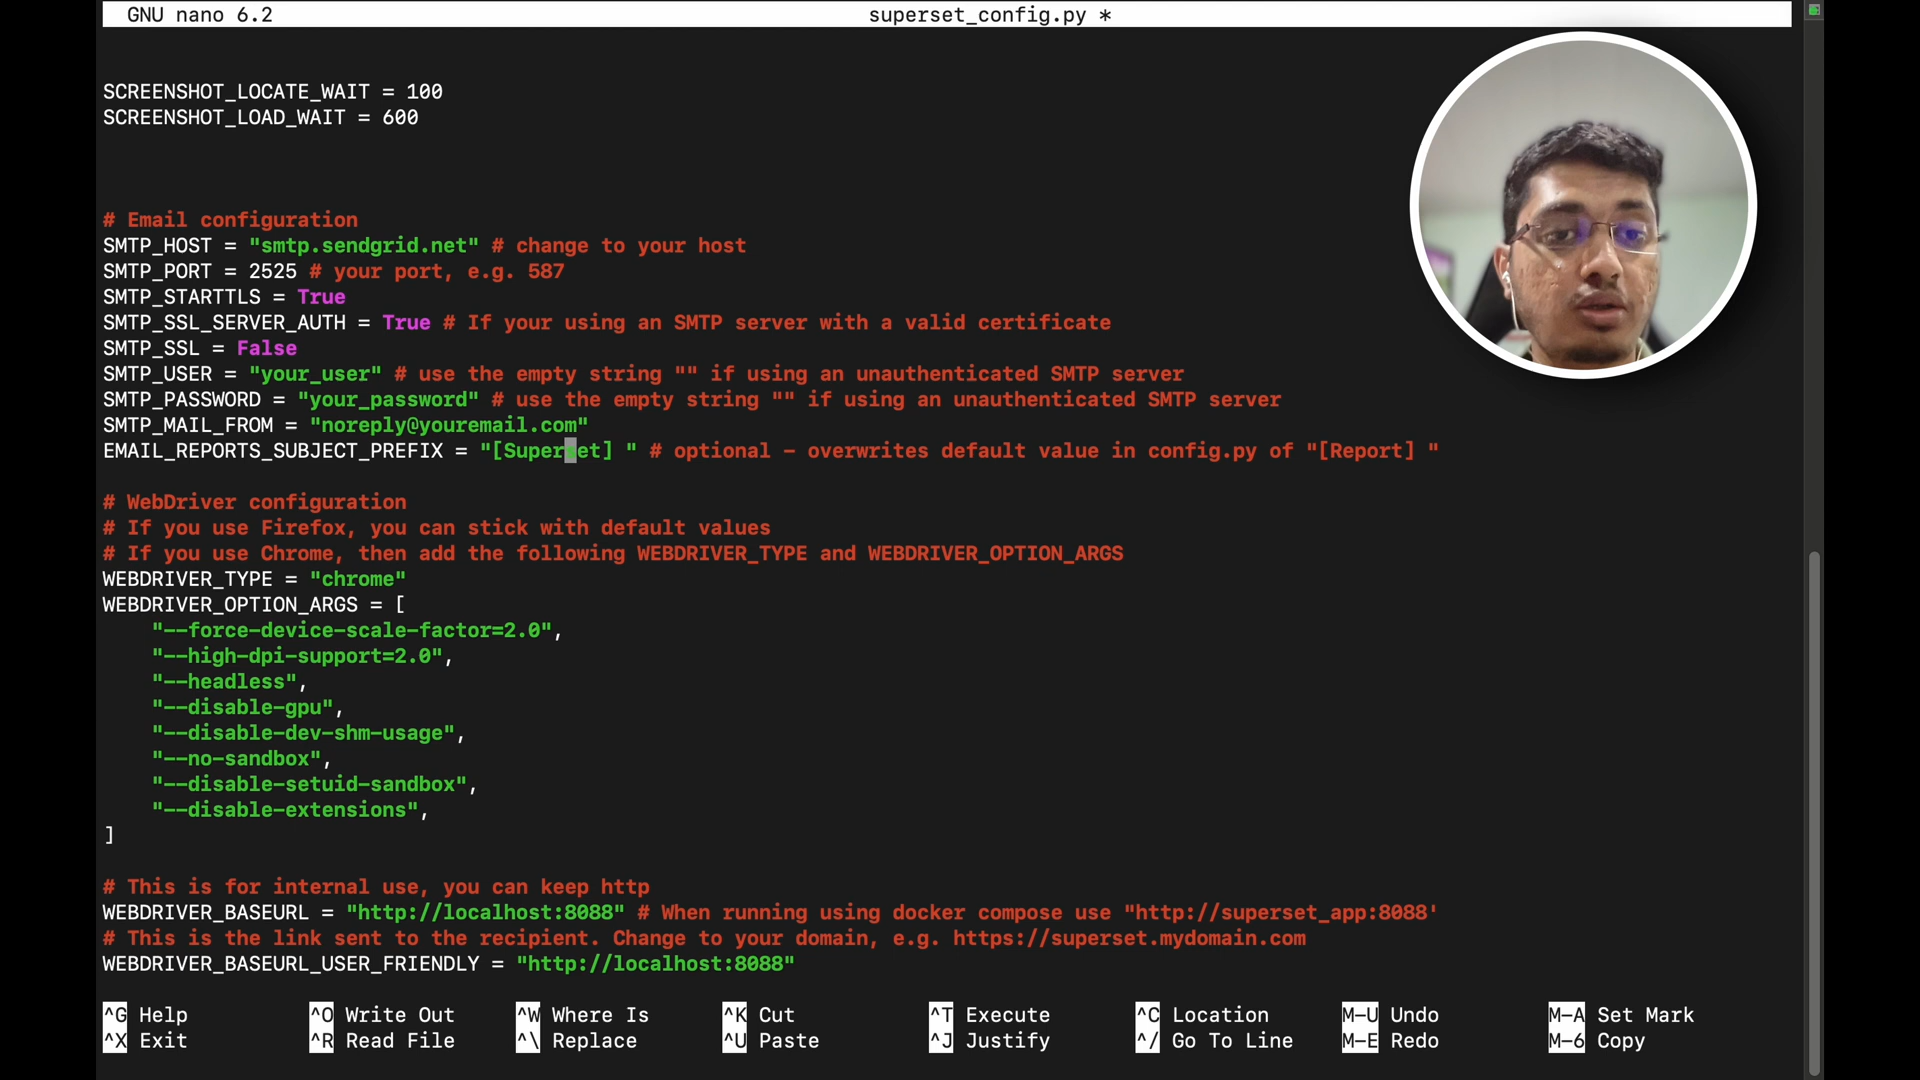 GNU nano 6.2 superset_config.py *
SCREENSHOT_LOCATE_WAIT = 100
SCREENSHOT_LOAD_WAIT = 600
# Email configuration
SMTP_HOST = "smtp.sendgrid.net" # change to your host
SMTP_PORT = 2525 # your port, e.g. 587
SMTP_STARTTLS = True
SMTP_SSL_SERVER_AUTH = True # If your using an SMTP server with a valid certificate
SMTP_SSL = False
SMTP_USER = "your_user" # use the empty string "" if using an unauthenticated SMTP server
SMTP_PASSWORD = "your_password" # use the empty string "" if using an unauthenticated SMTP server
SMTP_MAIL_FROM = "noreply@youremail.com"
EMAIL_REPORTS_SUBJECT_PREFIX = "[Superset] " # optional - overwrites default value in config.py of "[Report] "
# WebDriver configuration
# If you use Firefox, you can stick with default values
# If you use Chrome, then add the following WEBDRIVER_TYPE and WEBDRIVER_OPTION_ARGS
WEBDRIVER_TYPE = "chrome"
WEBDRIVER_OPTION_ARGS = [
    "--force-device-scale-factor=2.0",
    "--high-dpi-support=2.0",
    "--headless",
    "--disable-gpu",
    "--disable-dev-shm-usage",
    "--no-sandbox",
    "--disable-setuid-sandbox",
    "--disable-extensions",
]
# This is for internal use, you can keep http
WEBDRIVER_BASEURL = "http://localhost:8088" # When running using docker compose use "http://superset_app:8088'
# This is the link sent to the recipient. Change to your domain, e.g. https://superset.mydomain.com
WEBDRIVER_BASEURL_USER_FRIENDLY = "http://localhost:8088"
^G Help ^O Write Out ^W Where Is ^K Cut ^T Execute ^C Location M-U Undo M-A Set Mark
^X Exit ^R Read File ^\ Replace ^U Paste ^J Justify ^/ Go To Line M-E Redo M-6 Copy